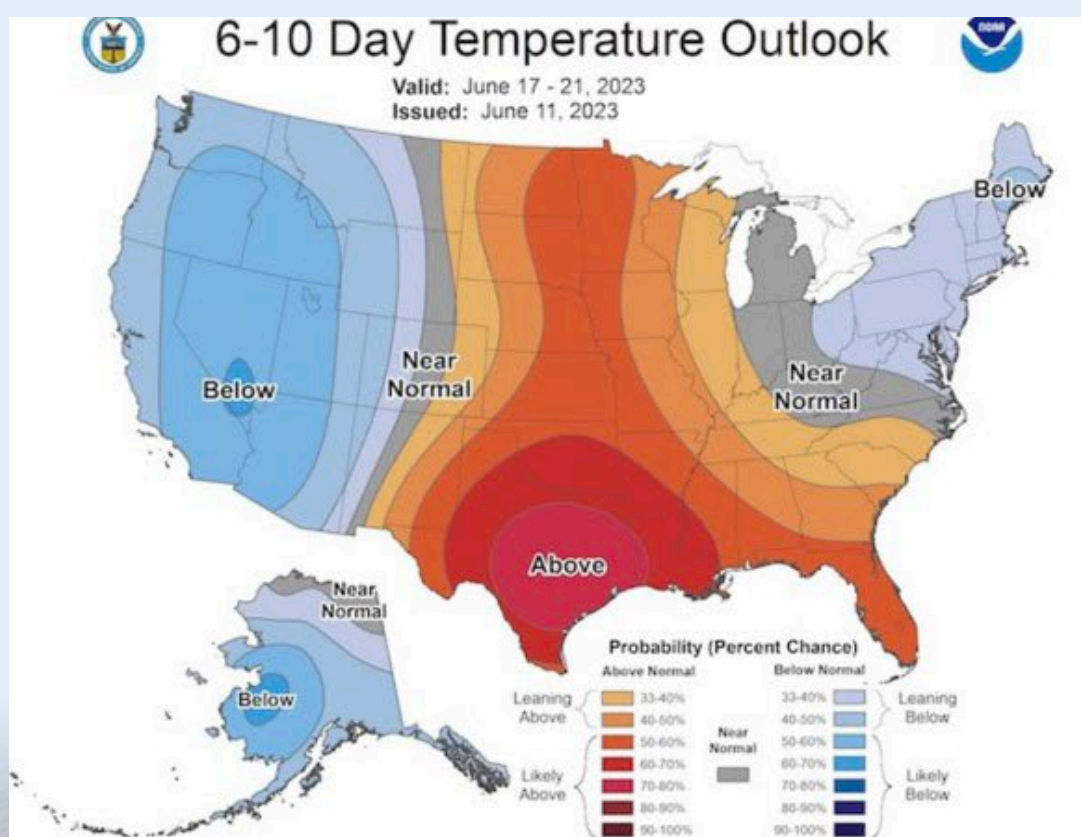 6-10 Day Temperature Outlook
NOAA
Valid: June 17 - 21, 2023
Issued: June 11, 2023
Below
Near
Normal
Below
Near
Normal
Above
Near
Normal
Below
Probability (Percent Chance)
Above Normal
Below Normal
Leaning
Above
33-40%
40-50%
Likely
Above
50-60%
60-70%
70-80%
80-90%
90-100%
Near
Normal
33-40%
40-50%
Leaning
Below
50-60%
60-70%
70-80%
80-90%
90-100%
Likely
Below